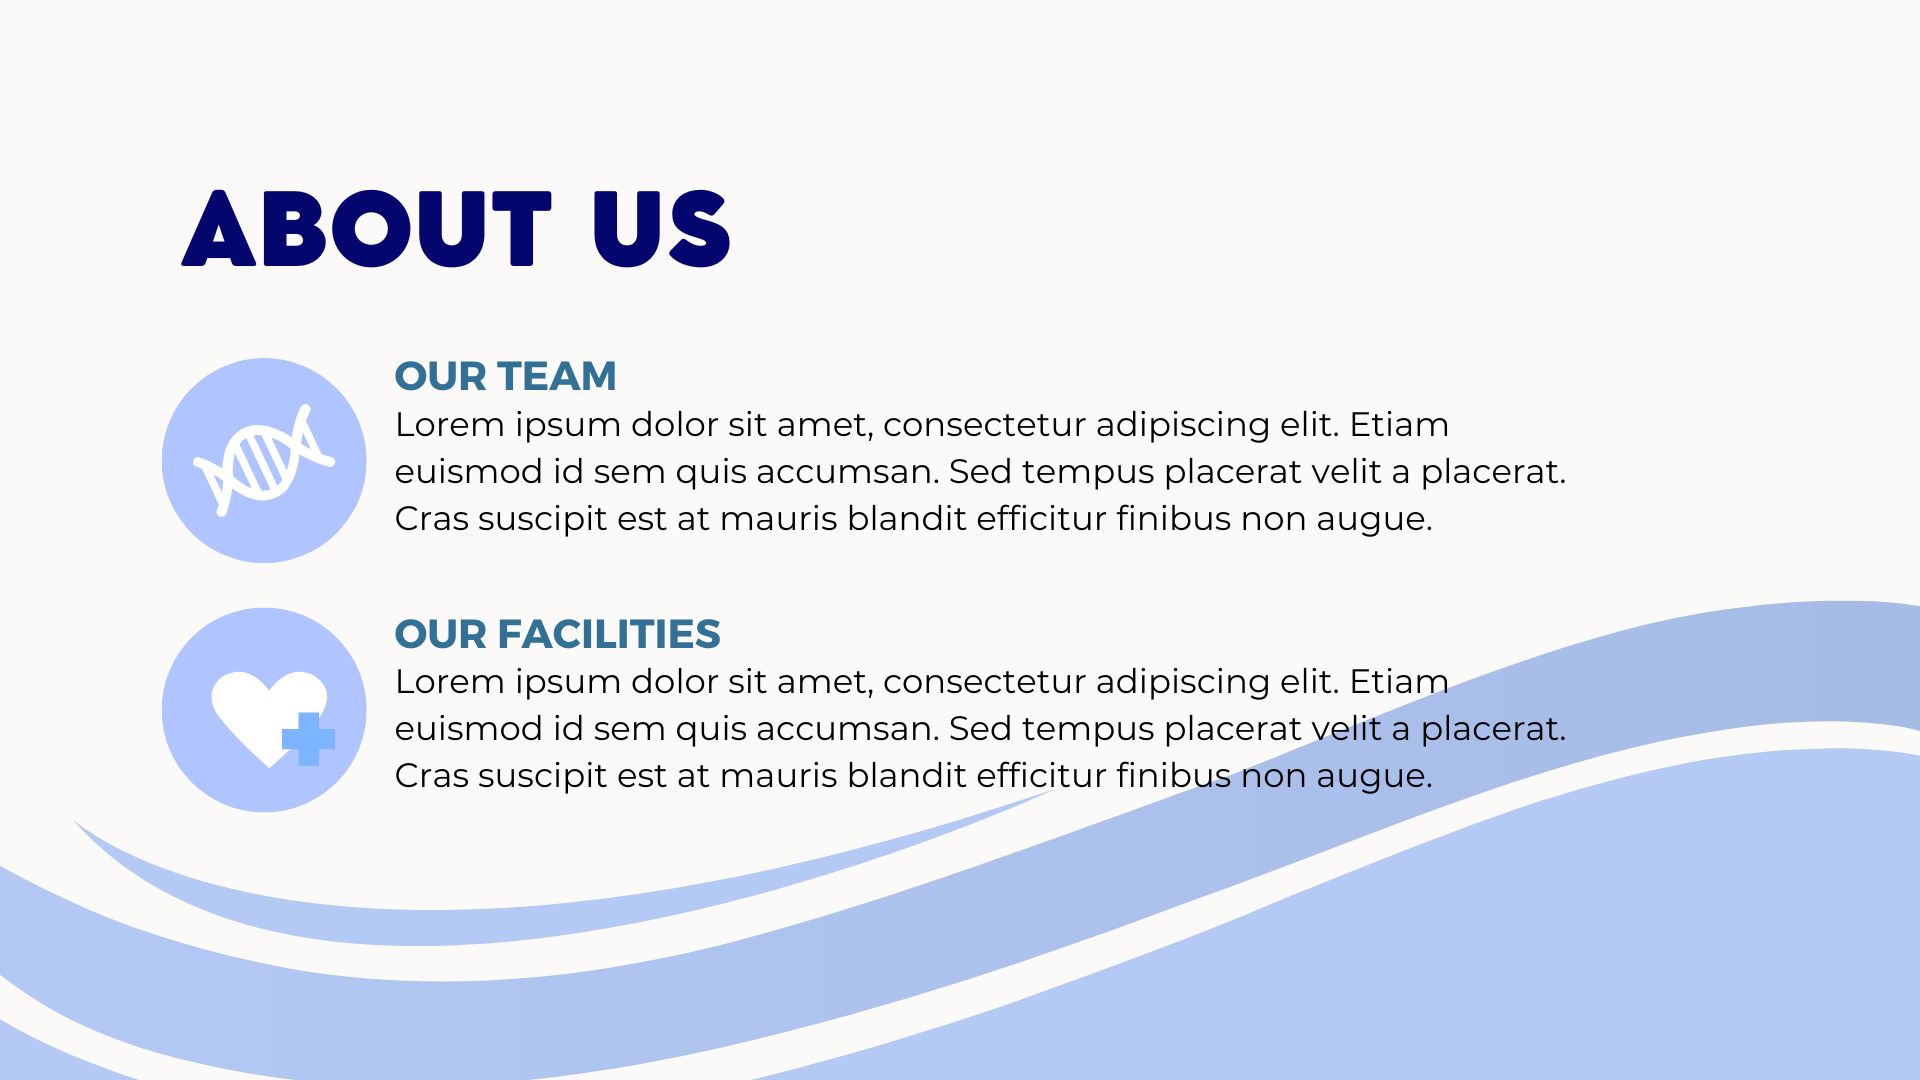 ABOUT US
OUR TEAM
Lorem ipsum dolor sit amet, consectetur adipiscing elit. Etiam
euismod id sem quis accumsan. Sed tempus placerat velit a placerat.
Cras suscipit est at mauris blandit efficitur finibus non augue.
OUR FACILITIES
Lorem ipsum dolor sit amet, consectetur adipiscing elit. Etiam
euismod id sem quis accumsan. Sed tempus placerat velit a placerat.
Cras suscipit est at mauris blandit efficitur finibus non augue.